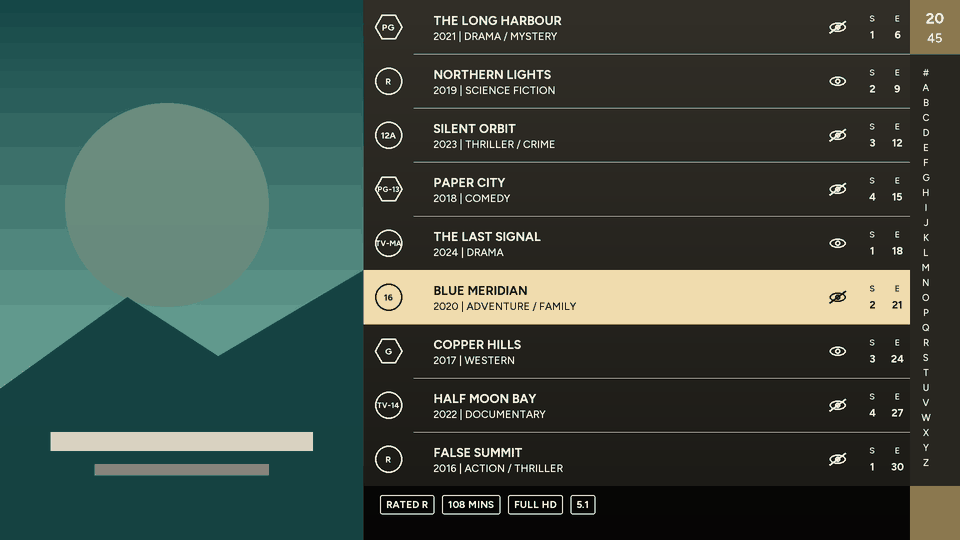 PG
THE LONG HARBOUR
2021 | DRAMA / MYSTERY
S E
1 6
R
NORTHERN LIGHTS
2019 | SCIENCE FICTION
S E
2 9
12A
SILENT ORBIT
2023 | THRILLER / CRIME
S E
3 12
PG-13
PAPER CITY
2018 | COMEDY
S E
4 15
TV-MA
THE LAST SIGNAL
2024 | DRAMA
S E
1 18
16
BLUE MERIDIAN
2020 | ADVENTURE / FAMILY
S E
2 21
G
COPPER HILLS
2017 | WESTERN
S E
3 24
TV-14
HALF MOON BAY
2022 | DOCUMENTARY
S E
4 27
R
FALSE SUMMIT
2016 | ACTION / THRILLER
S E
1 30
RATED R 108 MINS FULL HD 5.1
20
45
#
A
B
C
D
E
F
G
H
I
J
K
L
M
N
O
P
Q
R
S
T
U
V
W
X
Y
Z